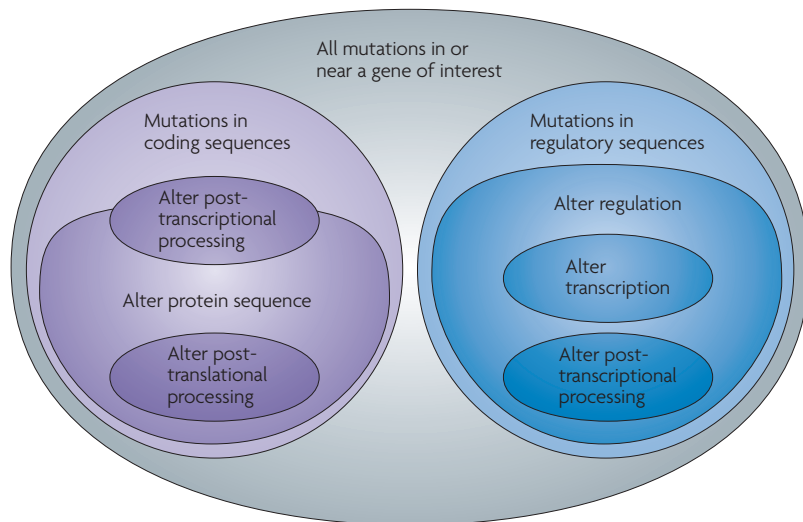 All mutations in or
near a gene of interest
Mutations in
coding sequences
Alter post-
transcriptional
processing
Alter protein sequence
Alter post-
translational
processing
Mutations in
regulatory sequences
Alter regulation
Alter
transcription
Alter post-
transcriptional
processing